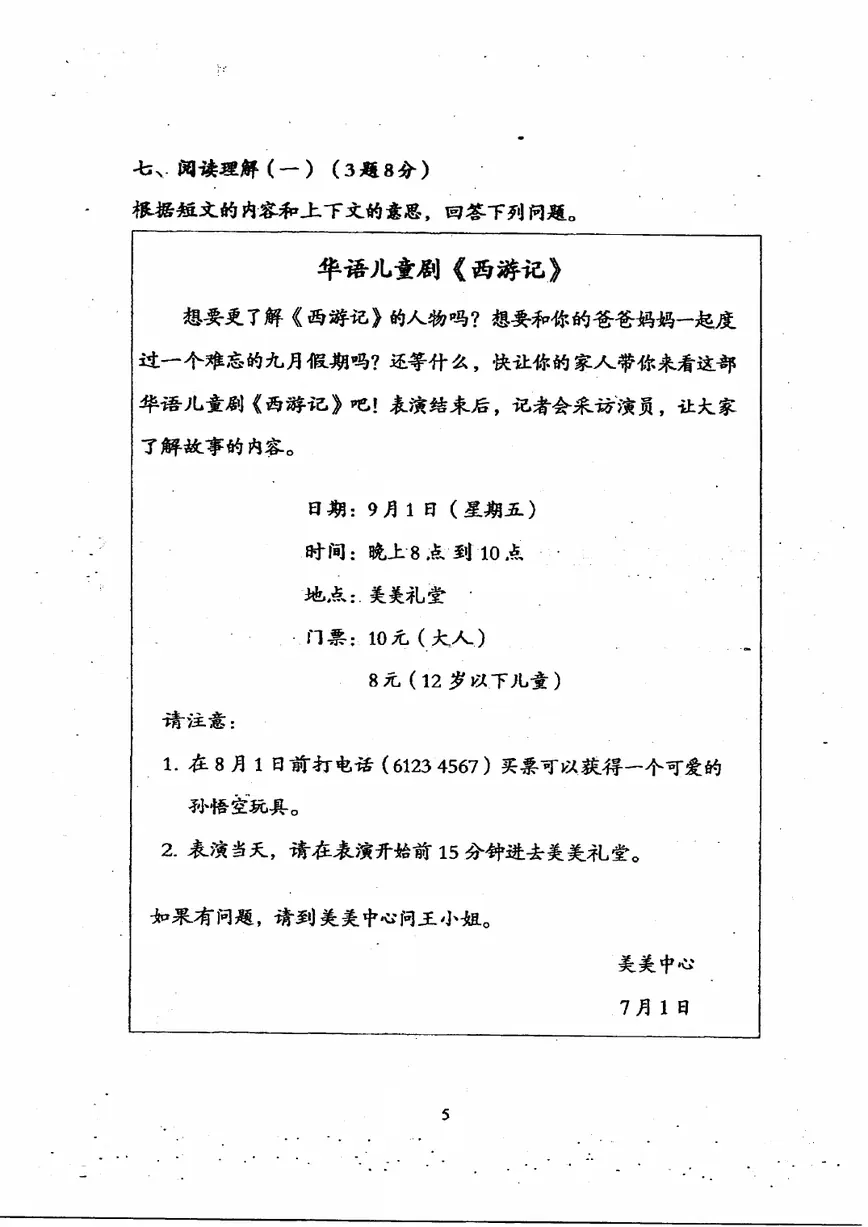 七、阅读理解（一）（3题8分）
根据短文的内容和上下文的意思，回答下列问题。
华语儿童剧《西游记》
想要更了解《西游记》的人物吗？想要和你的爸爸妈妈一起度
过一个难忘的九月假期吗？还等什么，快让你的家人带你来看这部
华语儿童剧《西游记》吧！表演结束后，记者会采访演员，让大家
了解故事的内容。
日期：9月1日（星期五）
时间：晚上8点到10点
地点：美美礼堂
门票：10元（大人）
8元（12岁以下儿童）
请注意：
1. 在8月1日前打电话（6123 4567）买票可以获得一个可爱的
孙悟空玩具。
2. 表演当天，请在表演开始前15分钟进去美美礼堂。
如果有问题，请到美美中心问王小姐。
美美中心
7月1日
5